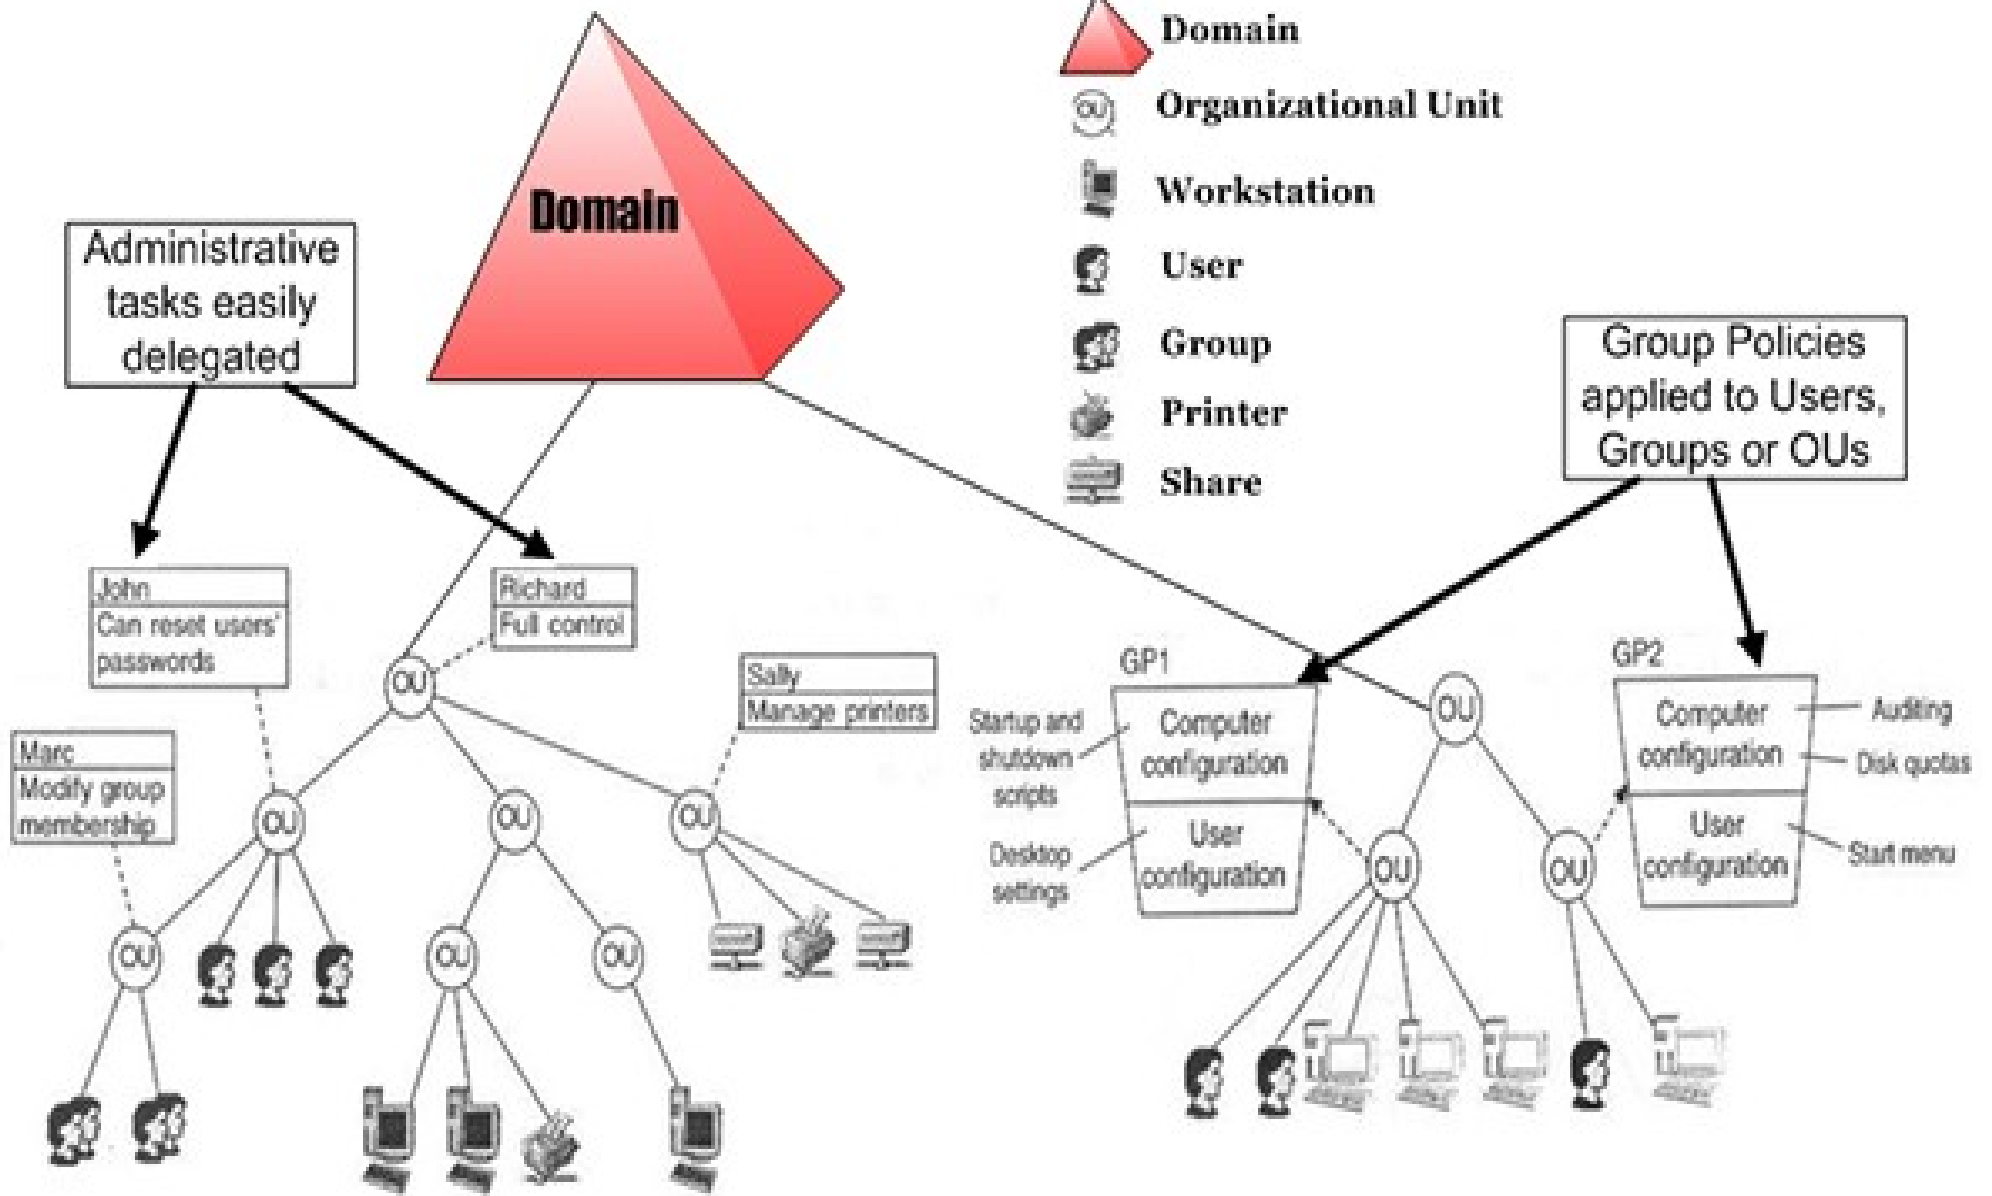 Domain
Organizational Unit
Workstation
User
Group
Printer
Share
Domain
Administrative
tasks easily
delegated
Group Policies
applied to Users,
Groups or OUs
John
Can reset users'
passwords
Richard
Full control
Marc
Modify group
membership
Sally
Manage printers
OU
OU
OU
OU
OU
OU
OU
OU
GP1
Computer
configuration
User
configuration
Startup and
shutdown
scripts
Desktop
settings
OU
OU
OU
GP2
Computer
configuration
User
configuration
Auditing
Disk quotas
Start menu